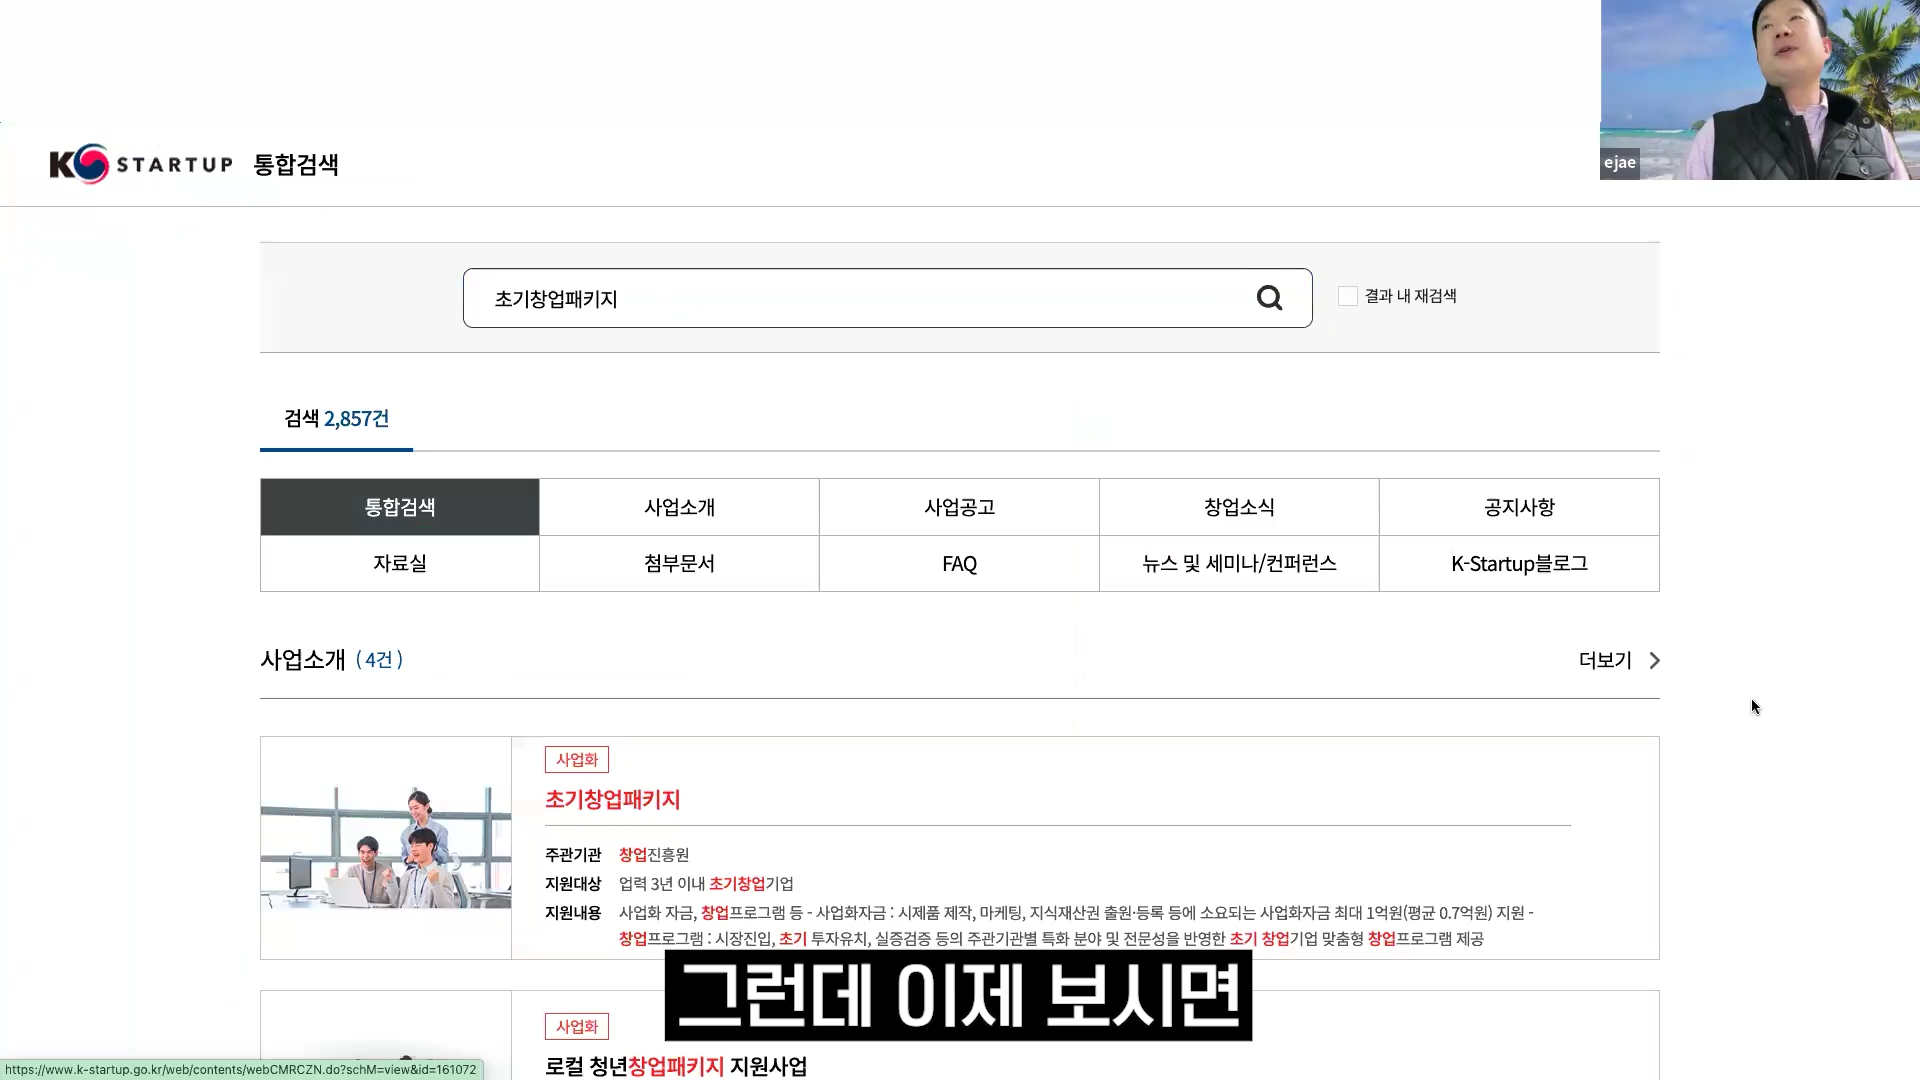 ejae
K STARTUP 통합검색
초기창업패키지
결과 내 재검색
검색 2,857건
통합검색 사업소개 사업공고 창업소식 공지사항
자료실 첨부문서 FAQ 뉴스 및 세미나/컨퍼런스 K-Startup블로그
사업소개 ( 4건 ) 더보기
사업화
초기창업패키지
주관기관 창업진흥원
지원대상 업력 3년 이내 초기창업기업
지원내용 사업화 자금, 창업프로그램 등 - 사업화자금 : 시제품 제작, 마케팅, 지식재산권 출원·등록 등에 소요되는 사업화자금 최대 1억원(평균 0.7억원) 지원 -
창업프로그램 : 시장진입, 초기 투자유치, 실증검증 등의 주관기관별 특화 분야 및 전문성을 반영한 초기 창업기업 맞춤형 창업프로그램 제공
그런데 이제 보시면
사업화
로컬 청년창업패키지 지원사업
https://www.k-startup.go.kr/web/contents/webCMRCZN.do?schM=view&id=161072